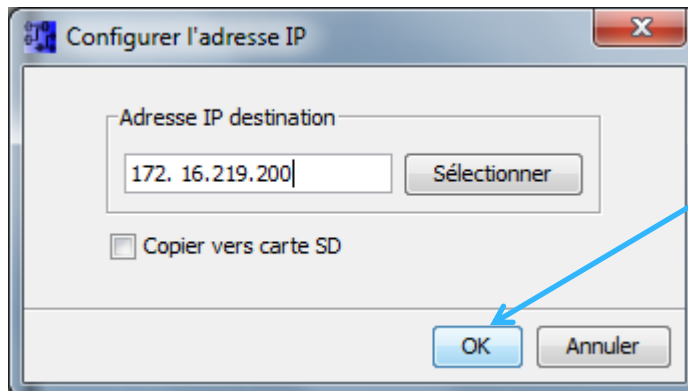 Configurer l'adresse IP
Adresse IP destination
172. 16.219.200
Sélectionner
Copier vers carte SD
OK
Annuler